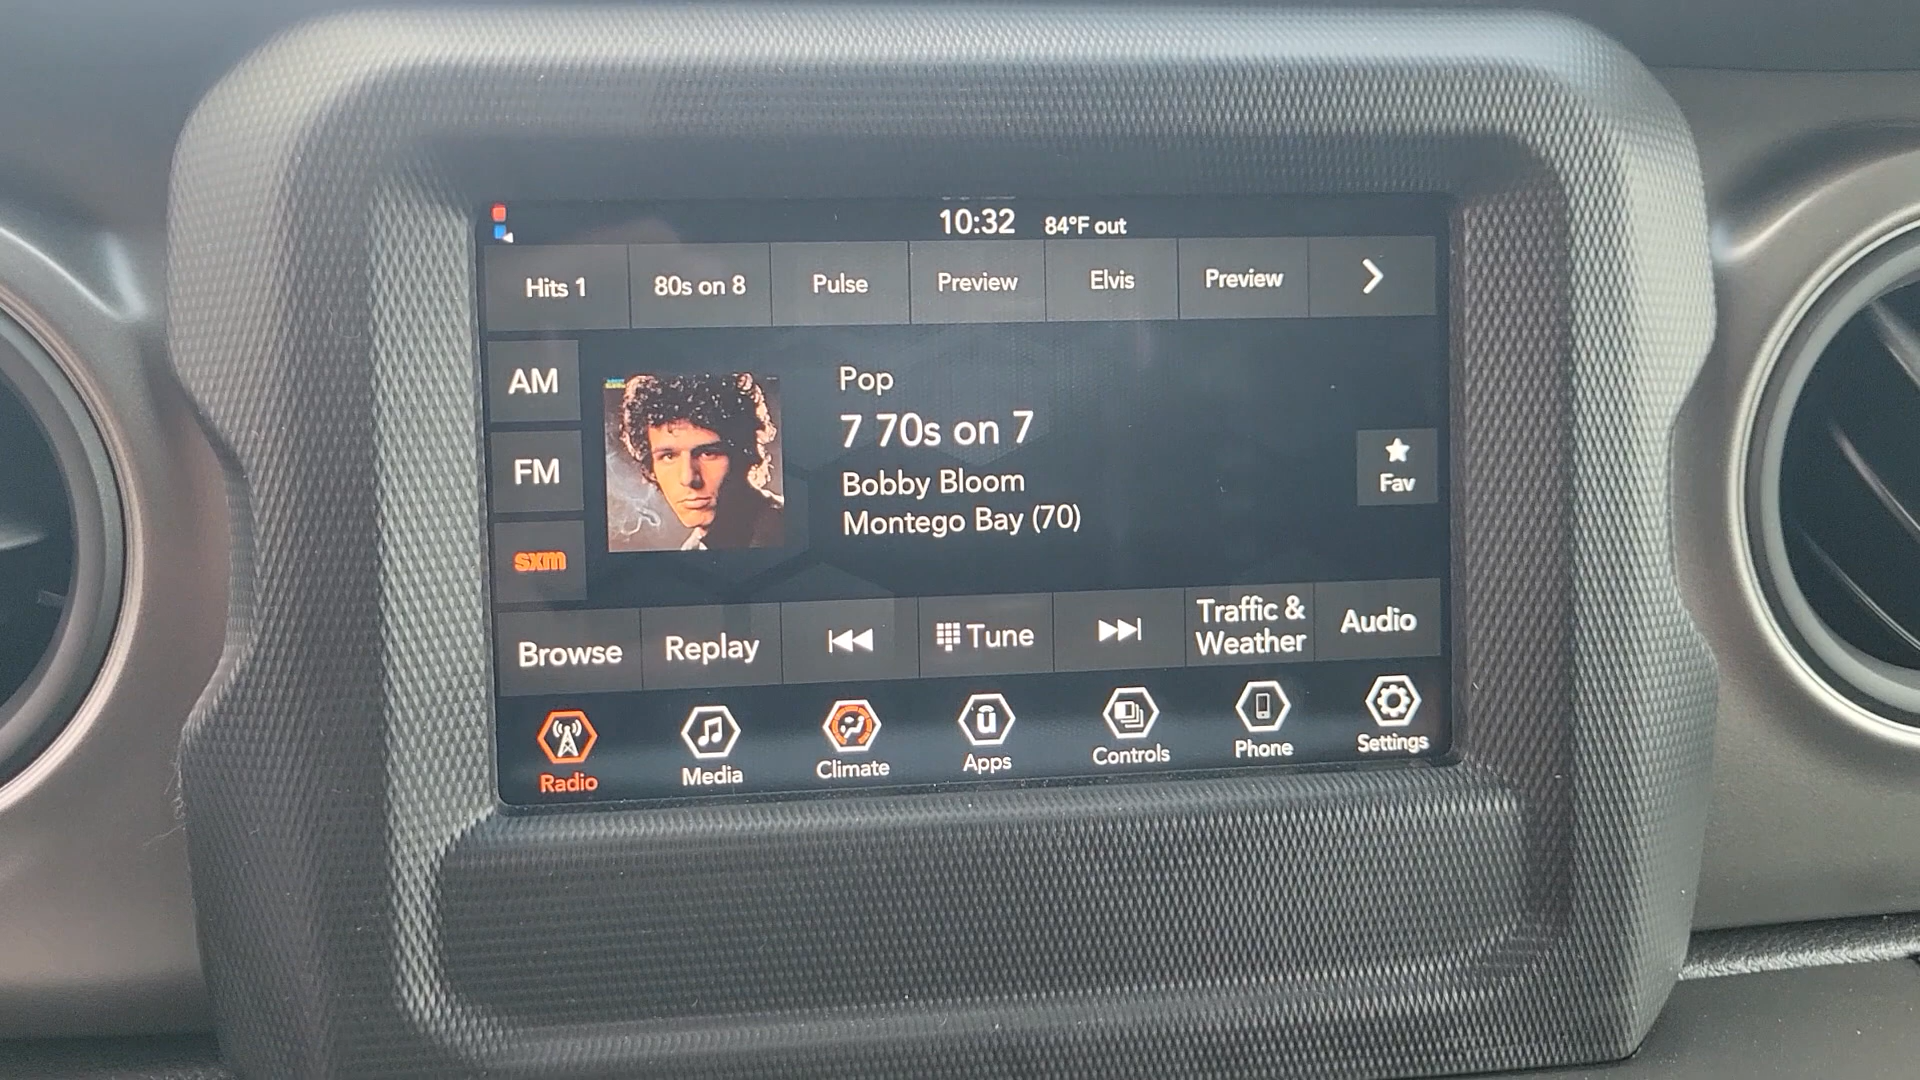 10:32 84°F out
Hits 1 80s on 8 Pulse Preview Elvis Preview
AM
Pop
7 70s on 7
FM
Bobby Bloom
Fav
Montego Bay (70)
sxm
Browse Replay Tune Traffic & Weather Audio
Radio Media Climate Apps Controls Phone Settings